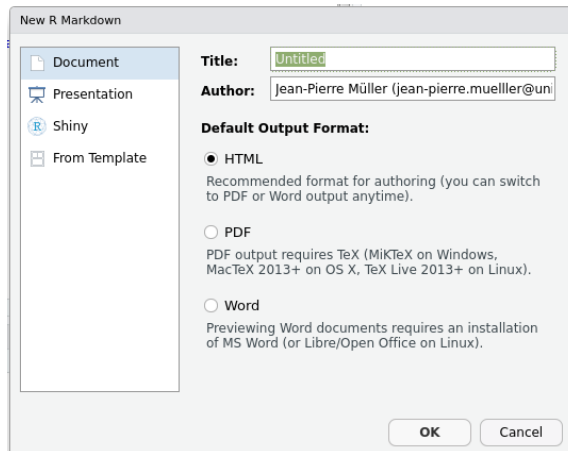 New R Markdown
Document
Presentation
Shiny
From Template
Title: Untitled
Author: Jean-Pierre Müller (jean-pierre.muelller@uni
Default Output Format:
HTML
Recommended format for authoring (you can switch
to PDF or Word output anytime).
PDF
PDF output requires TeX (MiKTeX on Windows,
MacTeX 2013+ on OS X, TeX Live 2013+ on Linux).
Word
Previewing Word documents requires an installation
of MS Word (or Libre/Open Office on Linux).
OK Cancel